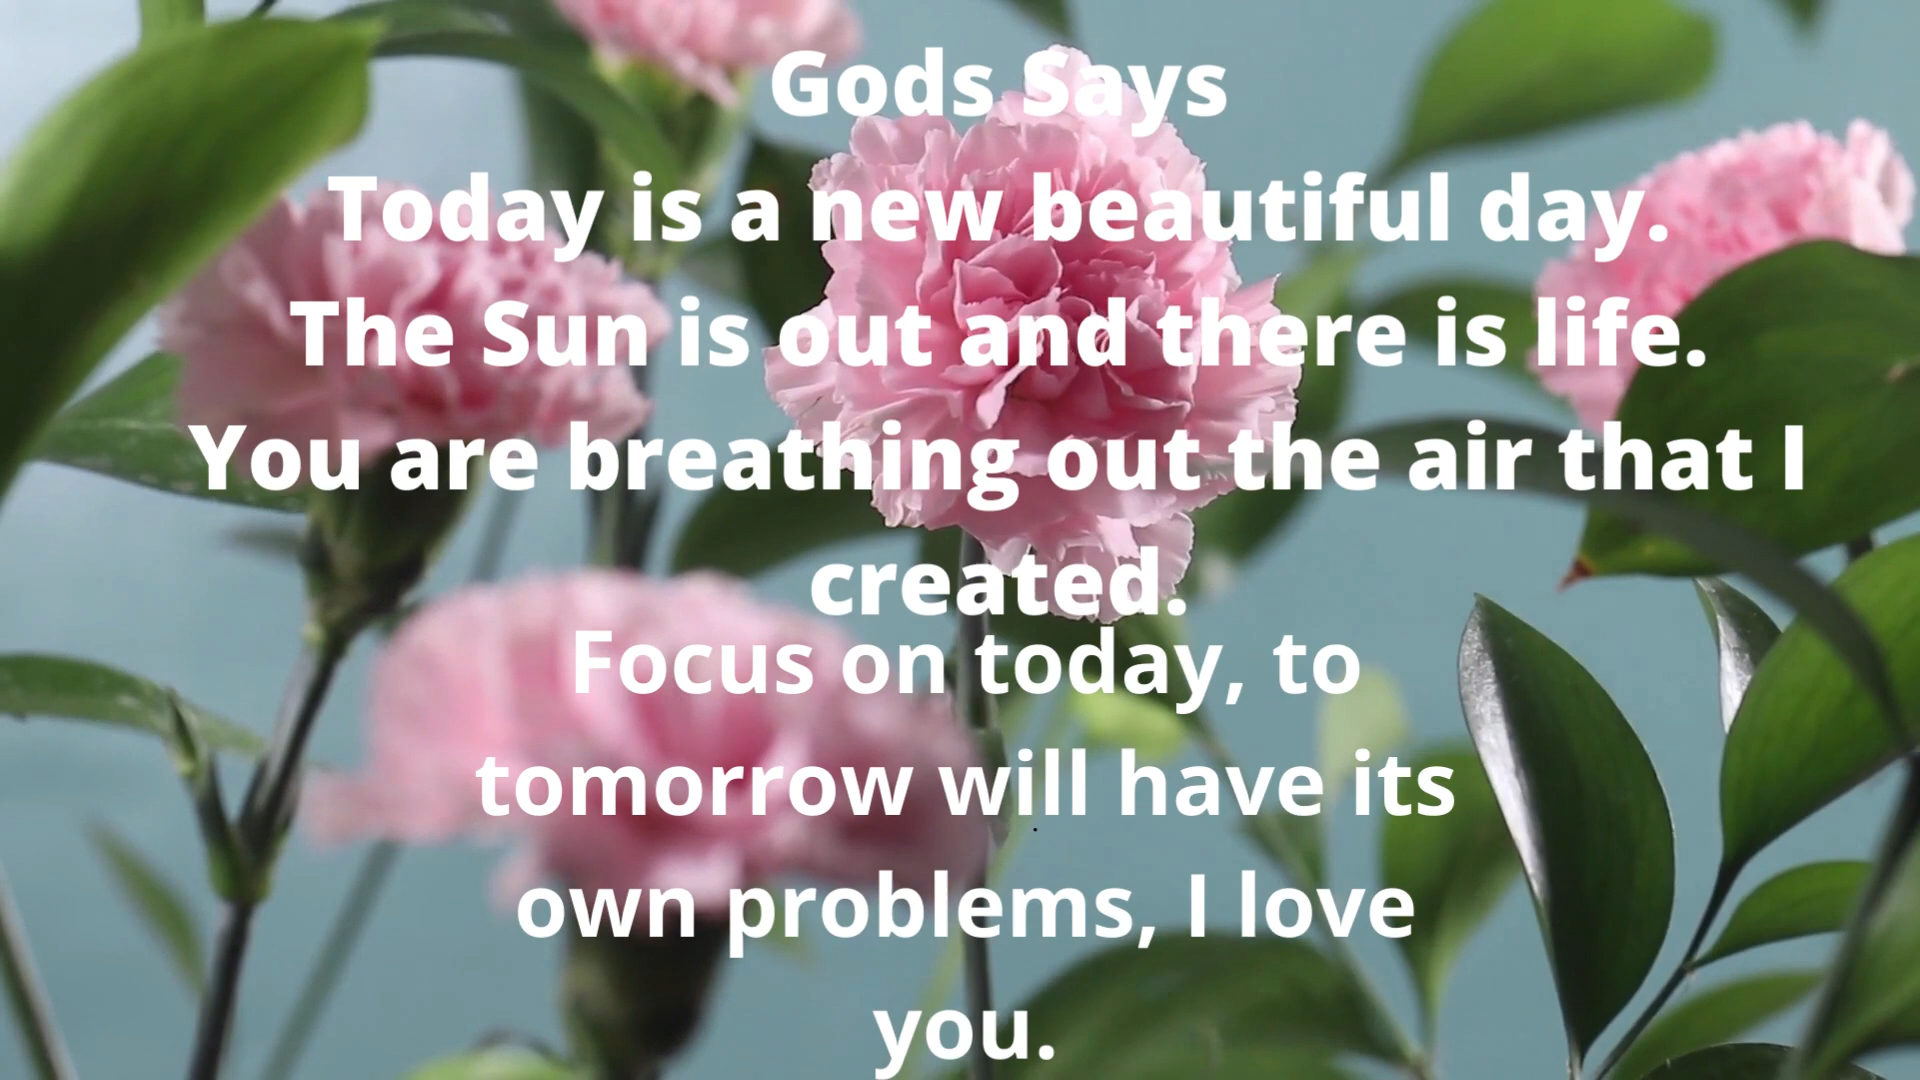 Gods Says
Today is a new beautiful day.
The Sun is out and there is life.
You are breathing out the air that I
created.
Focus on today, to
tomorrow will have its
own problems, I love
you.